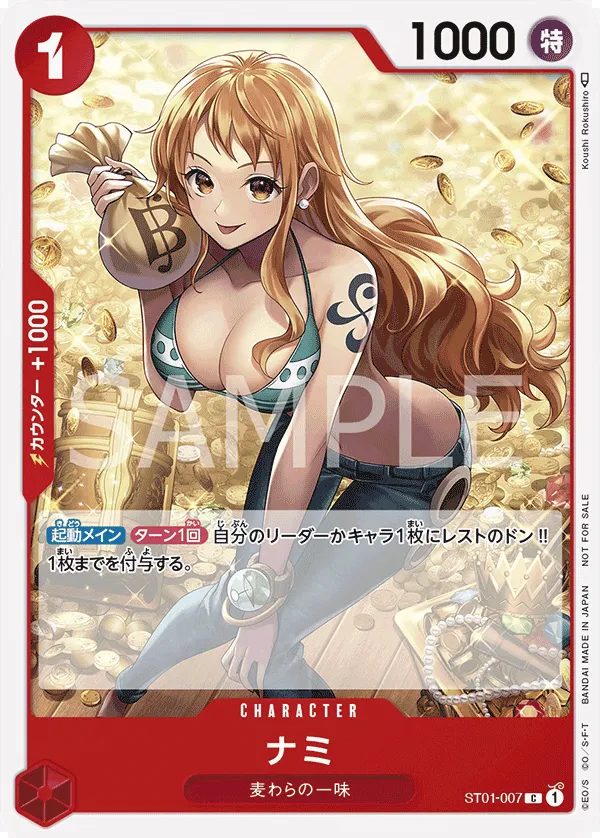 1
1000
特
Koushi Rokushiro
B
カウンター +1000
SAMPLE
起動メイン ターン1回 自分のリーダーかキャラ1枚にレストのドン!!
1枚までを付与する。
CHARACTER
ナミ
麦わらの一味
ST01-007 C 1
©E.O/S ©O/S・F・T BANDAI MADE IN JAPAN NOT FOR SALE